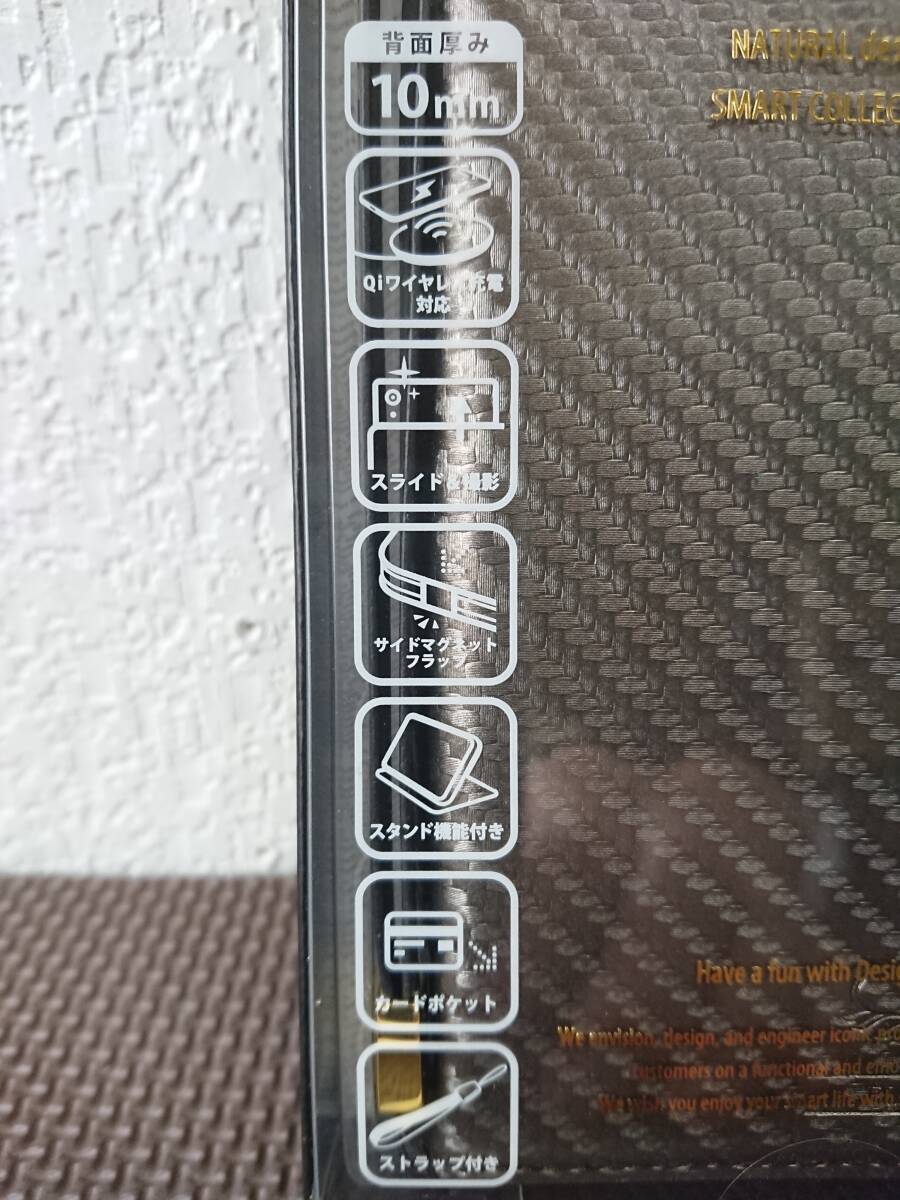 背面厚み
10mm
Qiワイヤレス充電
対応
スライド&撮影
サイドマグネット
フラップ
スタンド機能付き
カードポケット
ストラップ付き
NATURAL des
SMART COLLEC
Have a fun with Desig
We envision, design, and engineer iconic pro
customers on a functional and emo
We wish you enjoy your smart life with